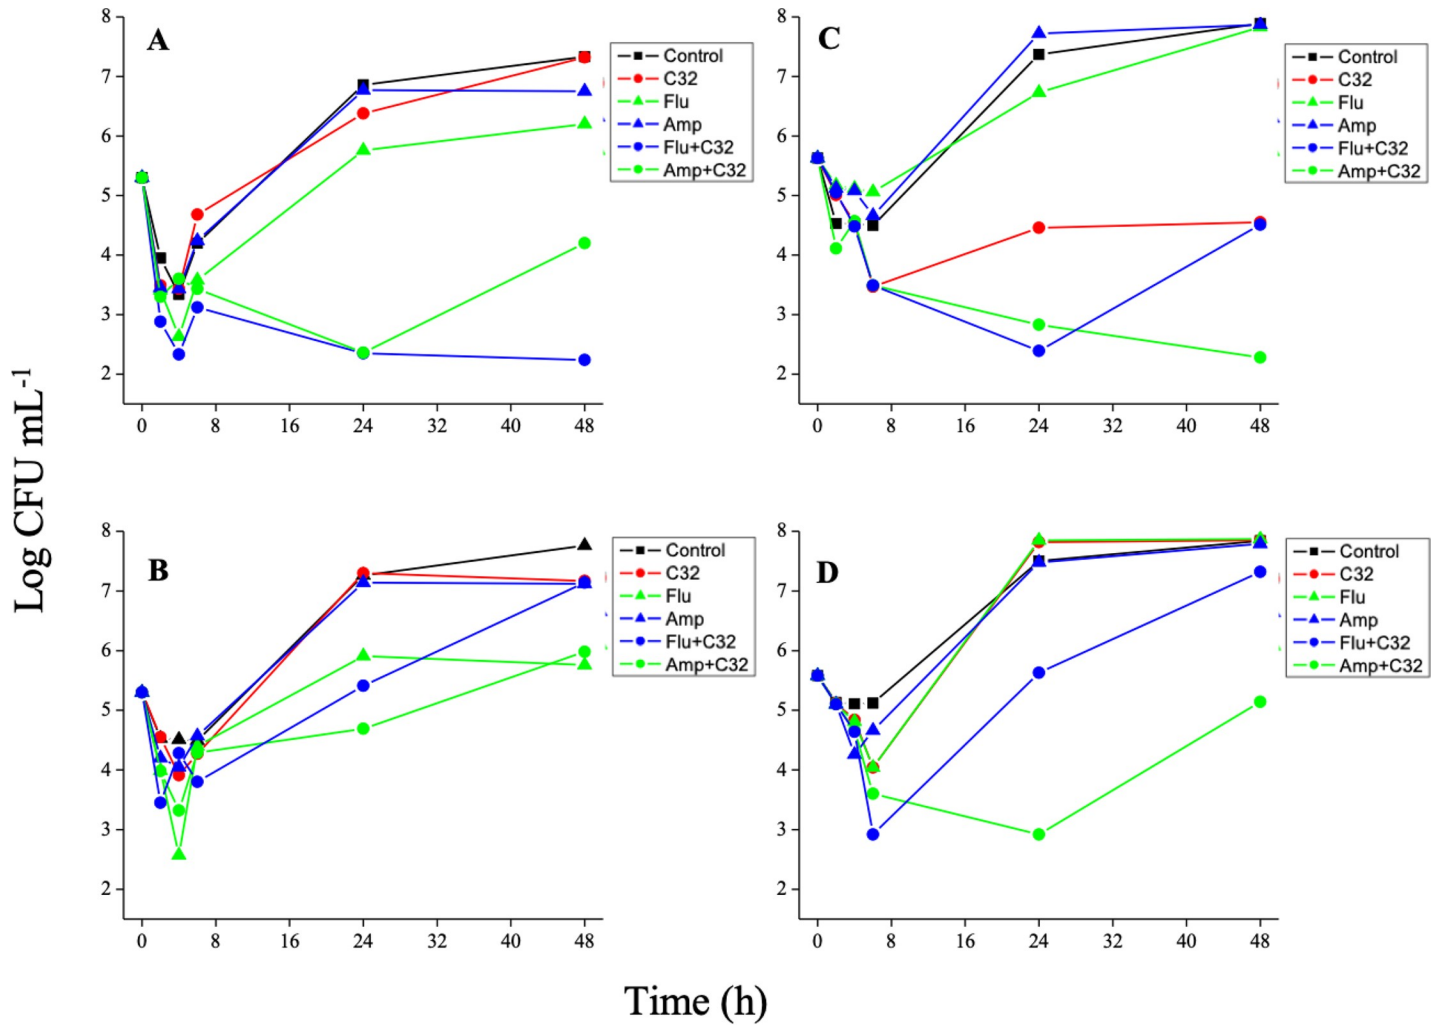 Log CFU mL-1
A
8
7
6
5
4
3
2
0 8 16 24 32 40 48
Control
C32
Flu
Amp
Flu+C32
Amp+C32
C
8
7
6
5
4
3
2
0 8 16 24 32 40 48
Control
C32
Flu
Amp
Flu+C32
Amp+C32
B
8
7
6
5
4
3
2
0 8 16 24 32 40 48
Control
C32
Flu
Amp
Flu+C32
Amp+C32
D
8
7
6
5
4
3
2
0 8 16 24 32 40 48
Control
C32
Flu
Amp
Flu+C32
Amp+C32
Time (h)